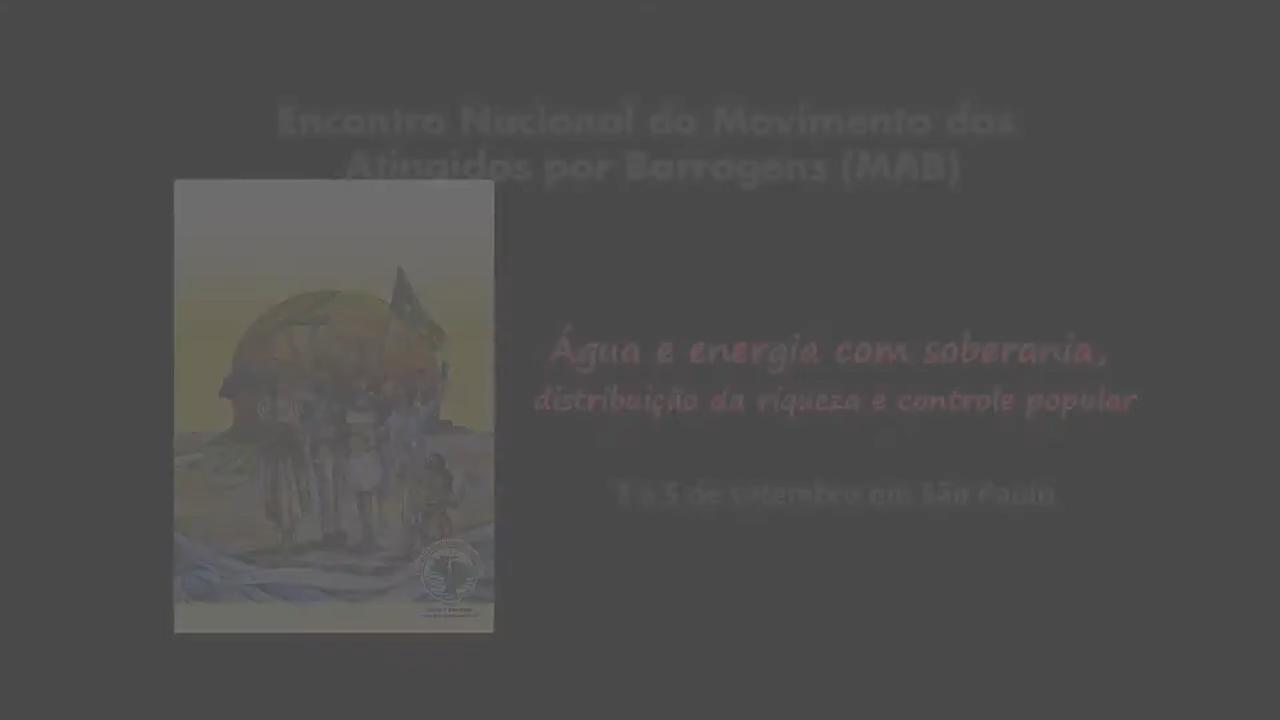 Encontro Nacional do Movimento dos
Atingidos por Barragens (MAB)
Água e energia com soberania,
distribuição da riqueza e controle popular
a 5 de setembro em São Paulo